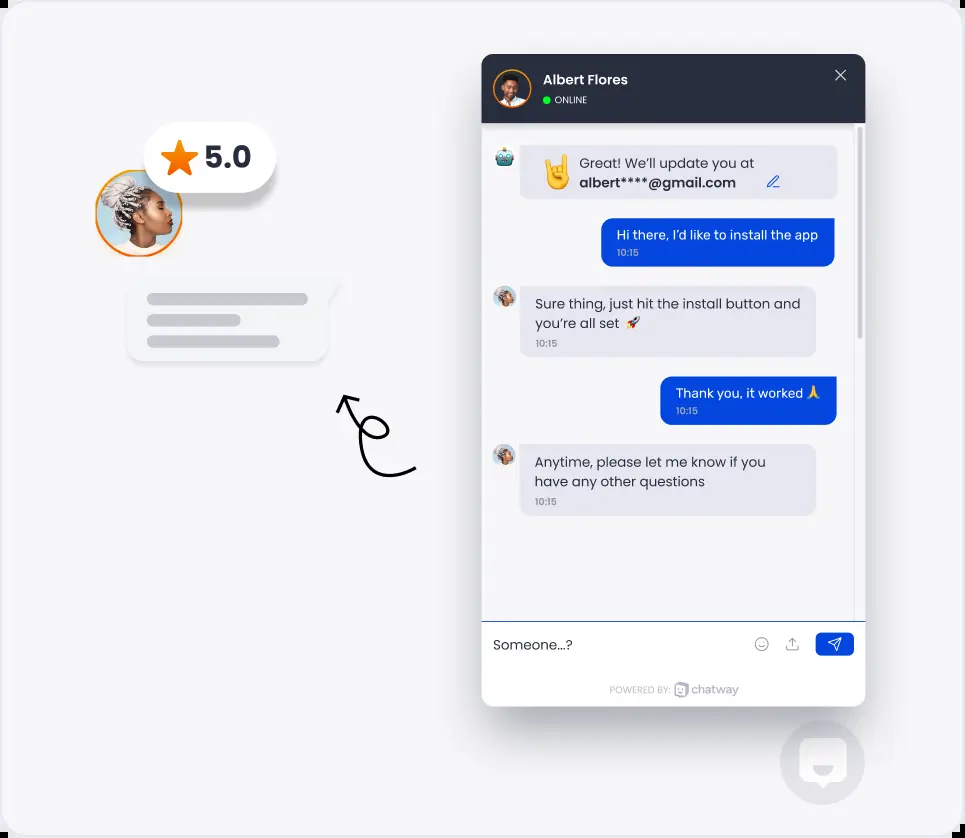 5.0
Albert Flores
ONLINE
Great! We’ll update you at
albert****@gmail.com
Hi there, I’d like to install the app
10:15
Sure thing, just hit the install button and
you’re all set 🚀
10:15
Thank you, it worked 🙏
10:15
Anytime, please let me know if you
have any other questions
10:15
Someone...?
POWERED BY: chatway